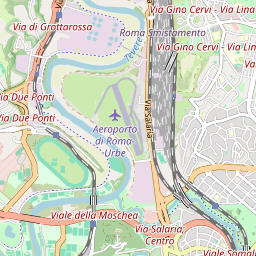 Via Gino Cervi - Via Lina
Via di Grottarossa
Roma Smistamento
Tevere
Via Gino Cervi - Via Lin
Via Due Ponti
Via Salaria
Via Due Ponti
Aeroporto
di Roma
Urbe
Viale della Moschea
Via Salaria;
Centro
Viale Somal